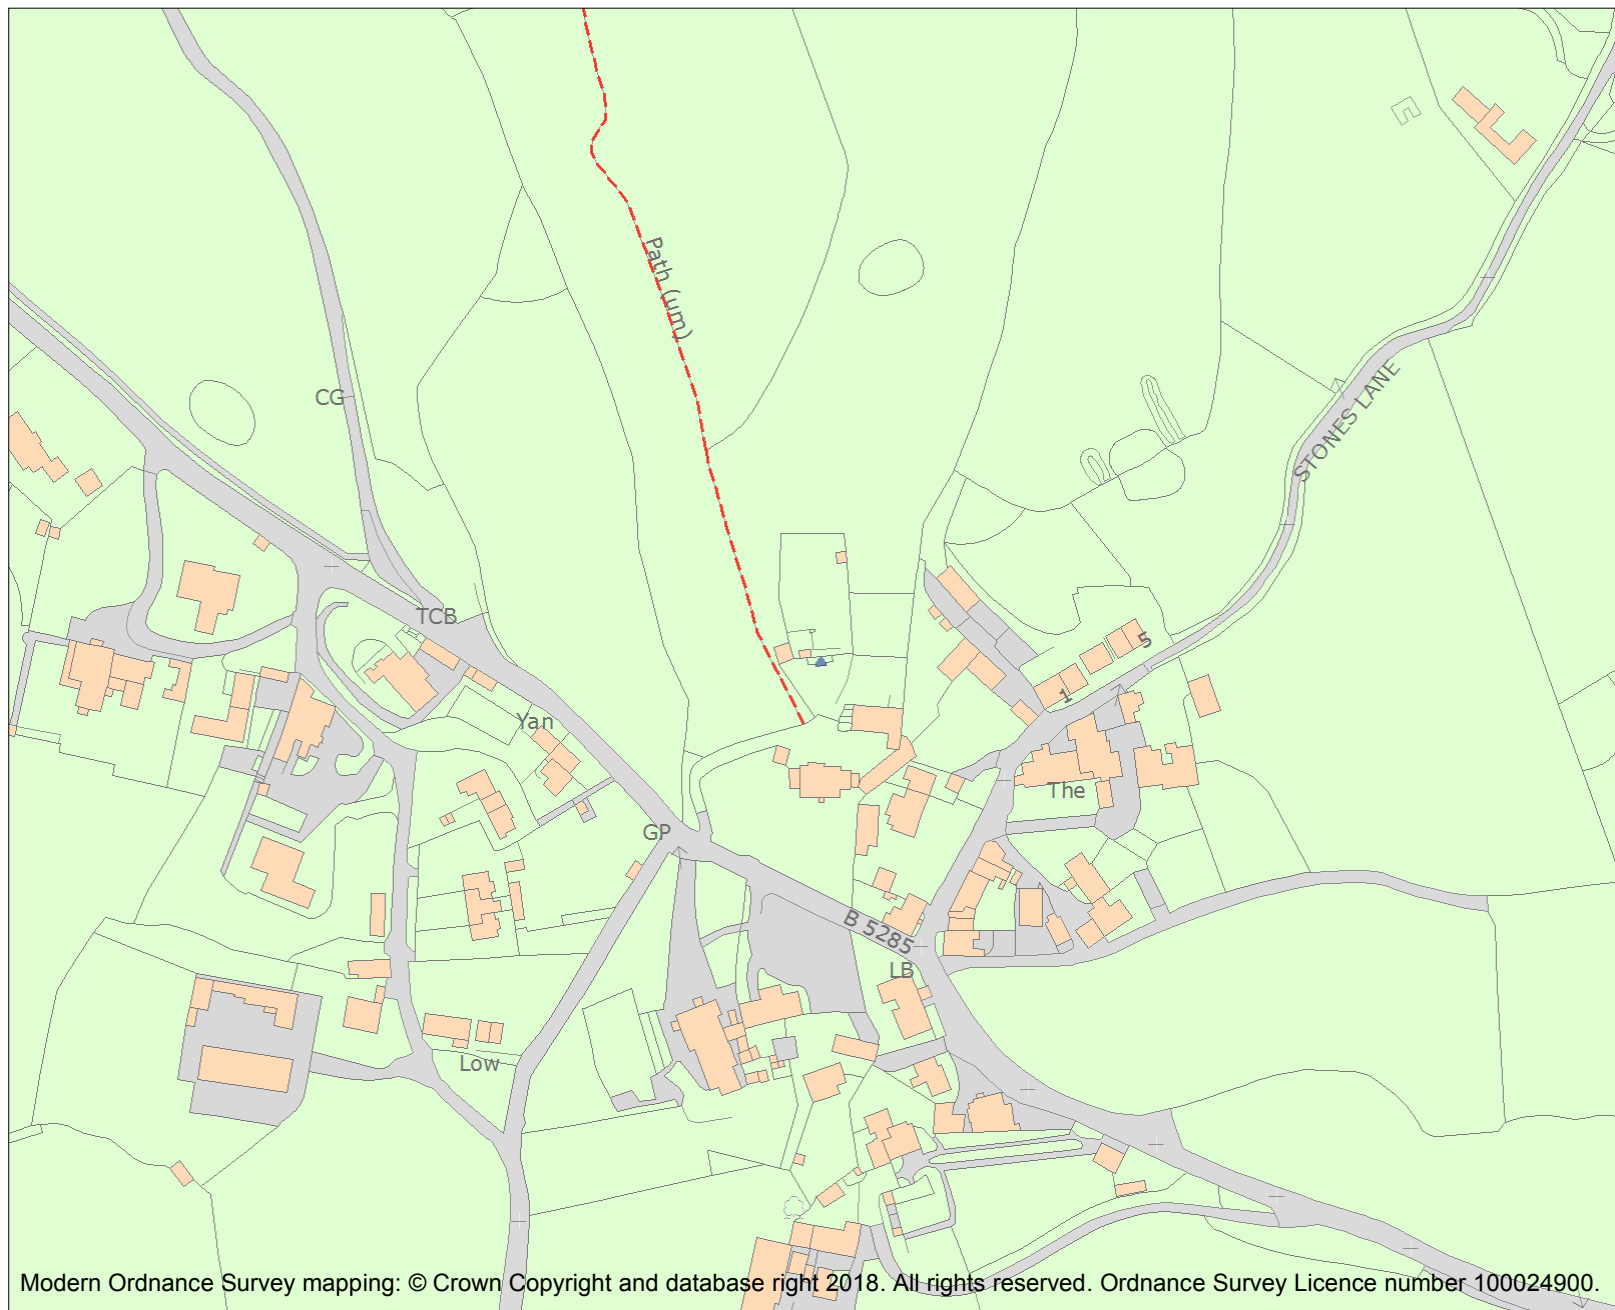 Path (um)
CG
STONES LANE
TCB
5
1
Yan
The
GP
B 5285
LB
Low
Modern Ordnance Survey mapping: © Crown Copyright and database right 2018. All rights reserved. Ordnance Survey Licence number 100024900.